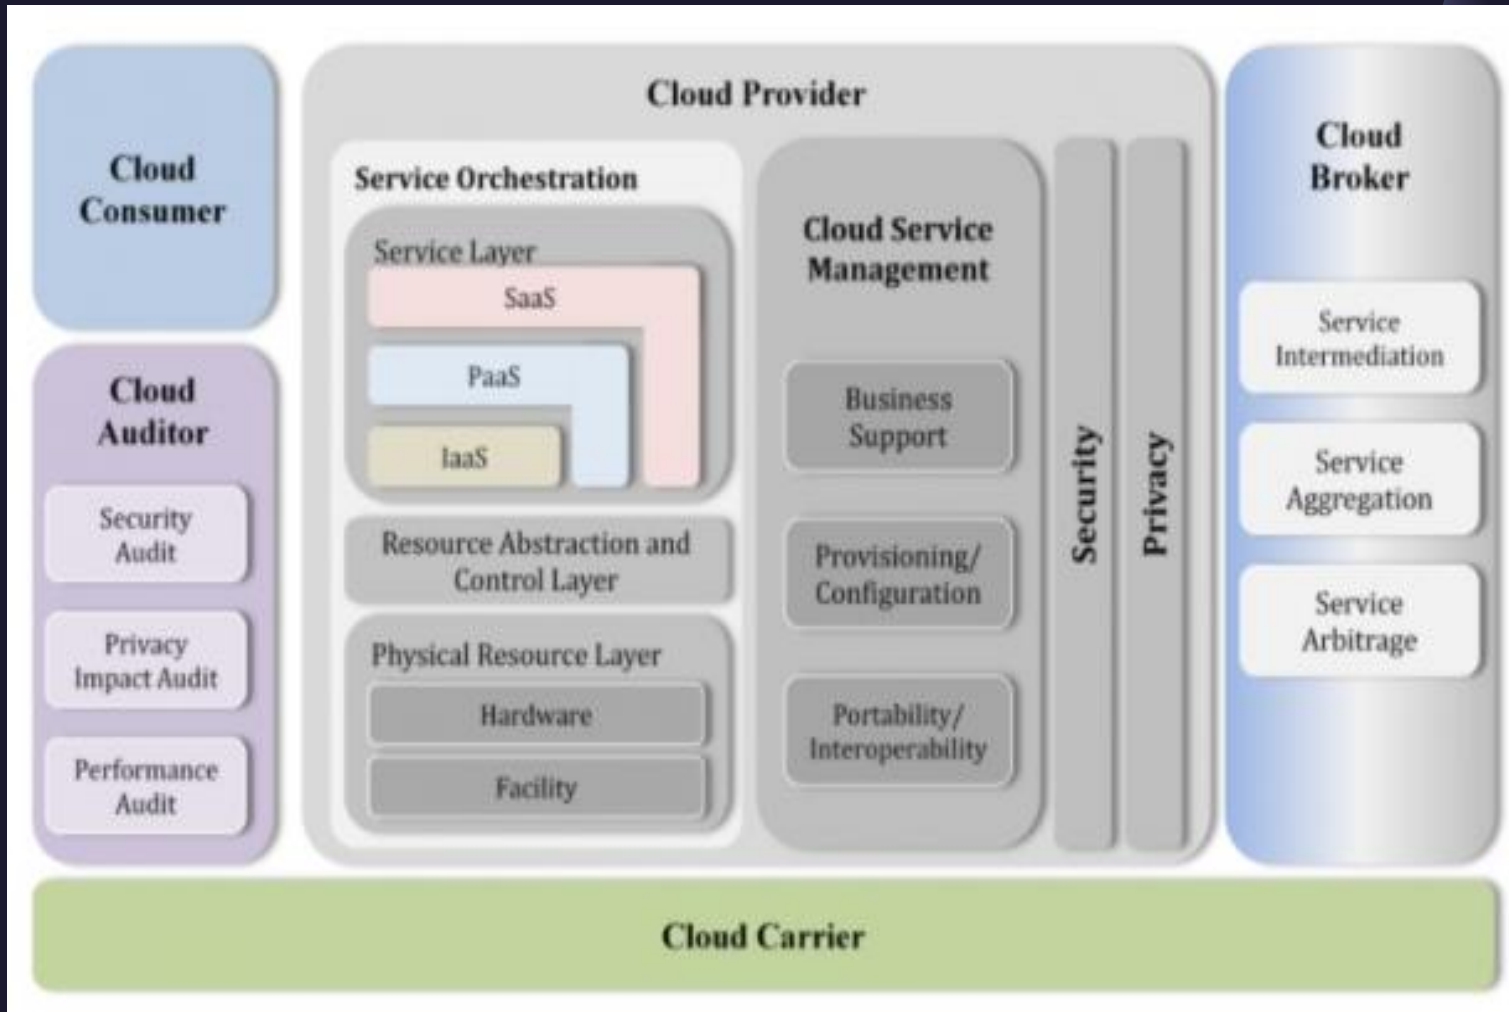 Cloud
Consumer
Cloud
Auditor
Security
Audit
Privacy
Impact Audit
Performance
Audit
Cloud Provider
Service Orchestration
Service Layer
SaaS
PaaS
IaaS
Resource Abstraction and
Control Layer
Physical Resource Layer
Hardware
Facility
Cloud Service
Management
Business
Support
Provisioning/
Configuration
Portability/
Interoperability
Security
Privacy
Cloud
Broker
Service
Intermediation
Service
Aggregation
Service
Arbitrage
Cloud Carrier